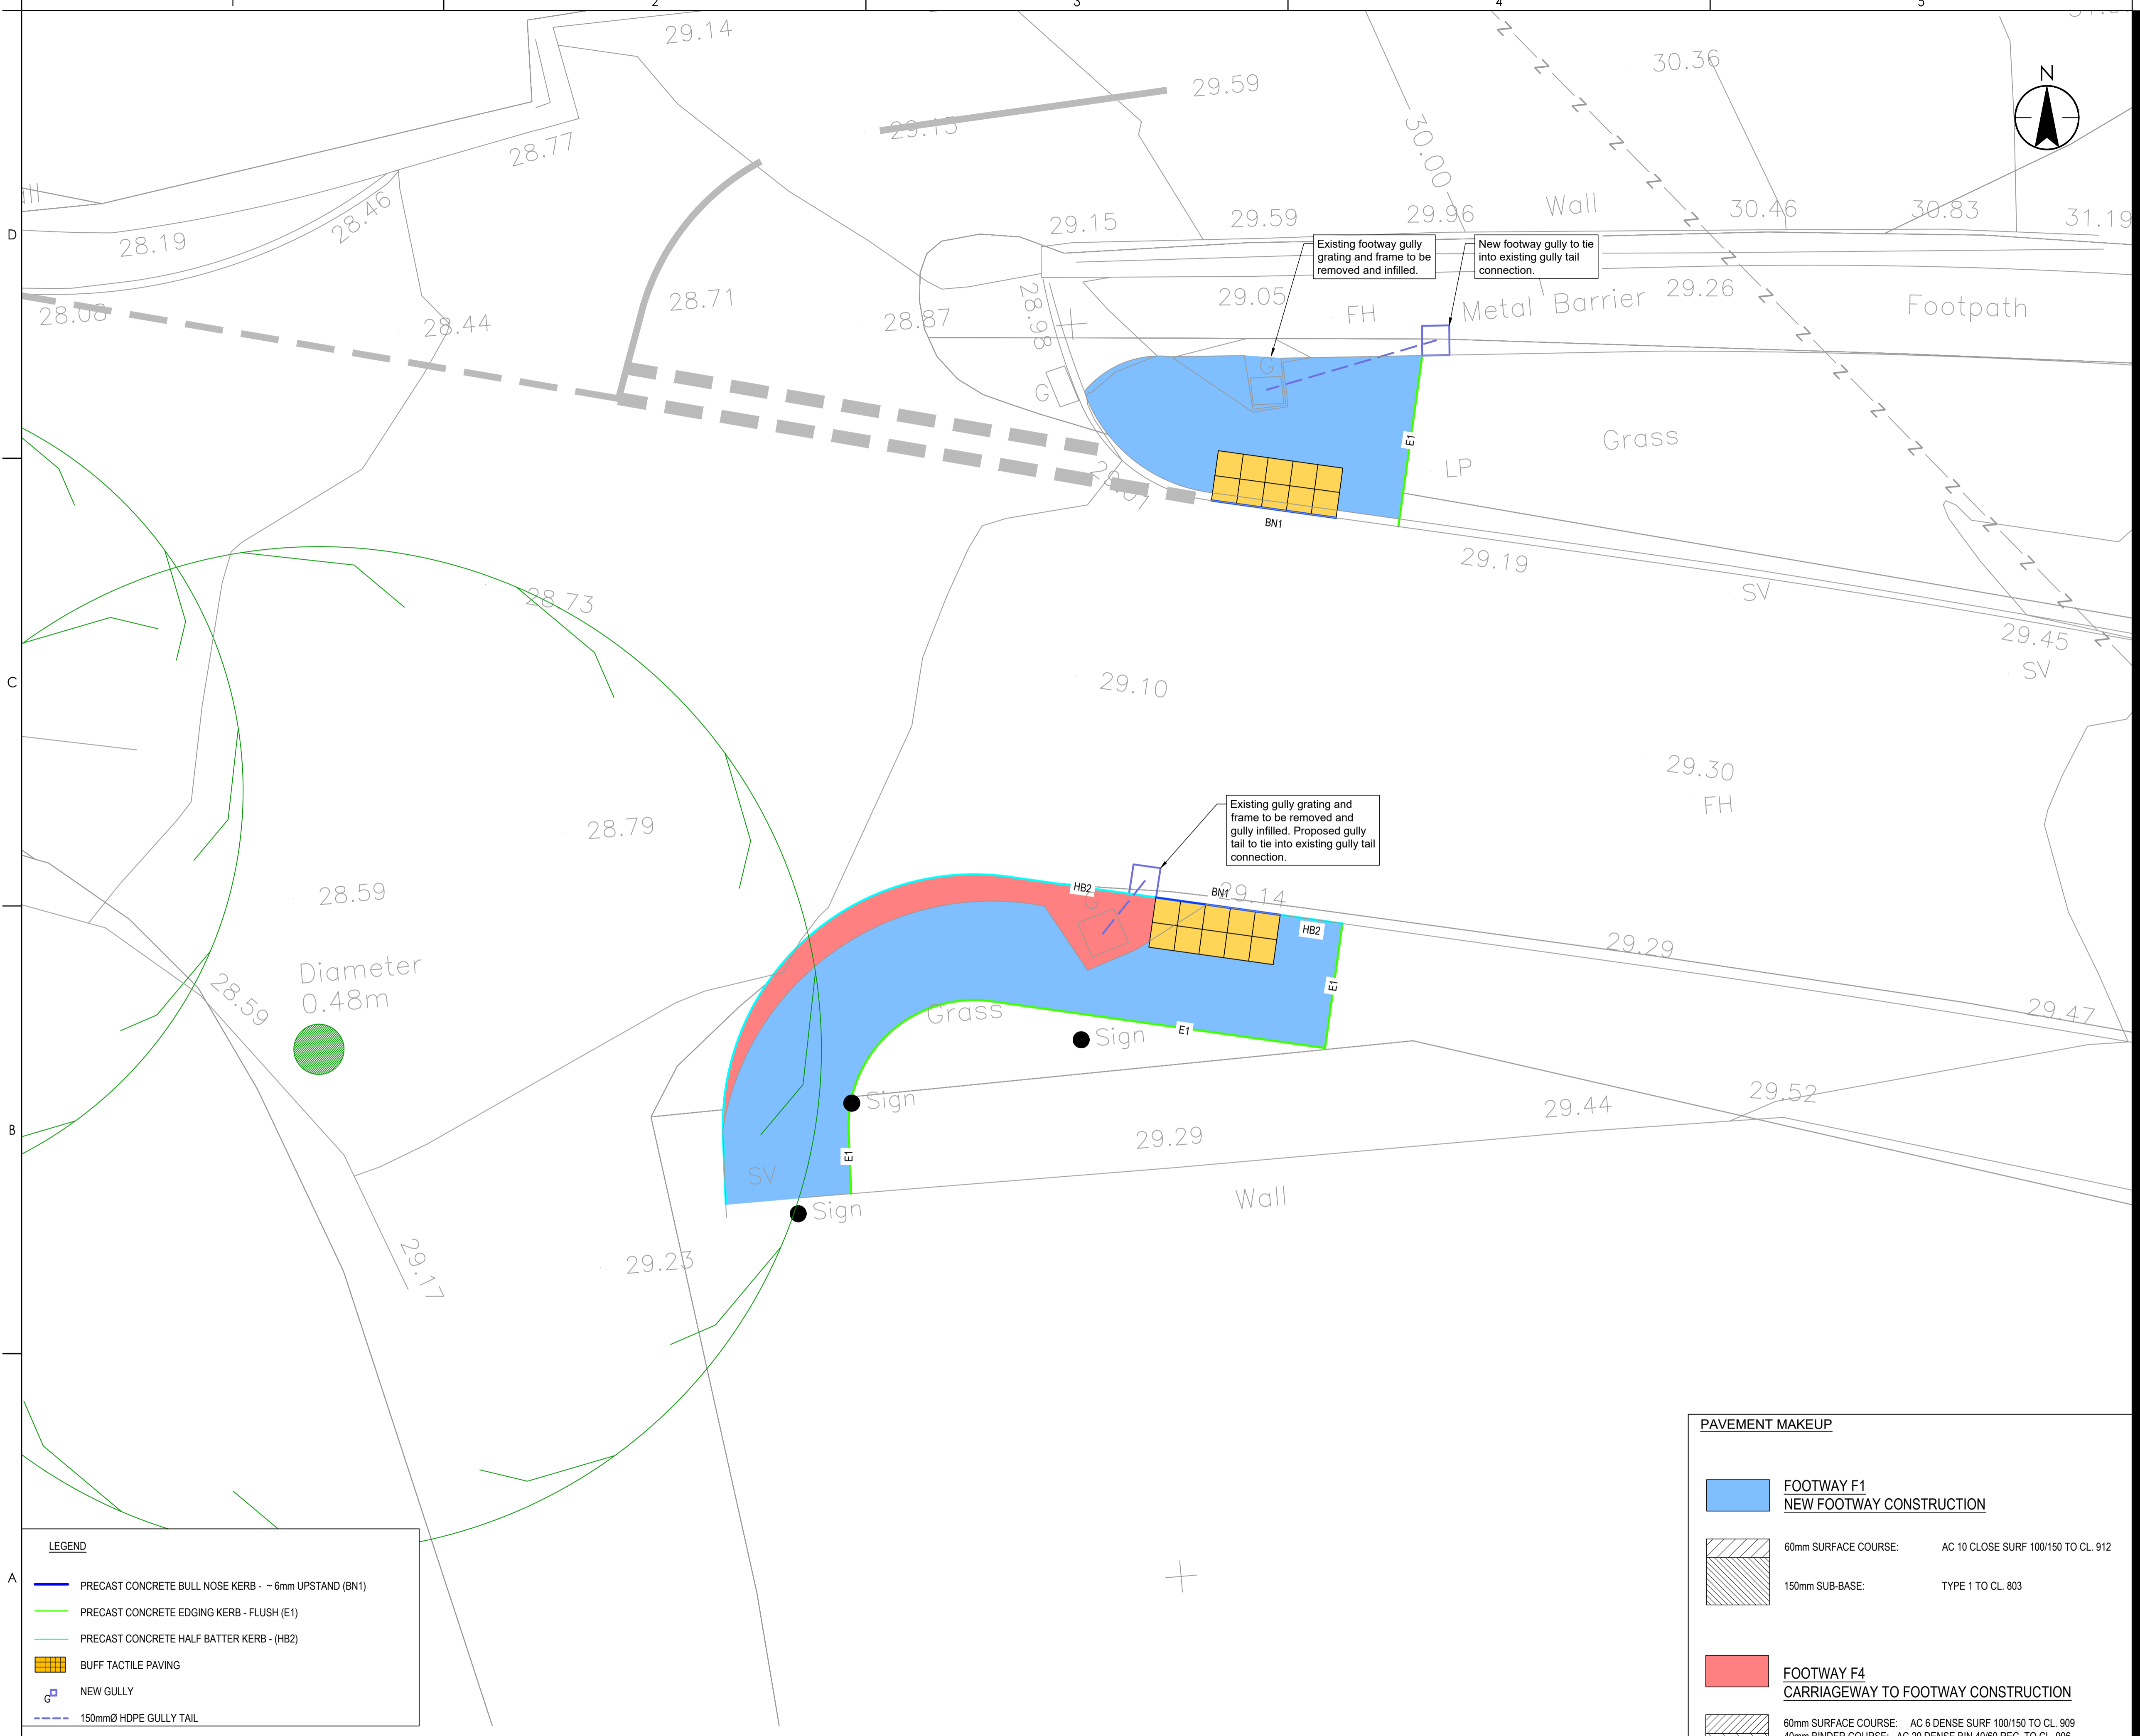 2
3
4
5
29.14
29.59
29.13
30.36
N
28.77
30.00
28.46
28.19
D
29.15
29.59
29.96
Wall
30.46
30.83
31.19
Existing footway gully
grating and frame to be
removed and infilled.
New footway gully to tie
into existing gully tail
connection.
28.08
28.44
28.71
28.87
28.98
29.05
FH
Metal Barrier
29.26
Footpath
G
G
E1
Grass
LP
BN1
29.19
SV
28.73
29.45
SV
C
29.10
29.30
FH
28.79
Existing gully grating and
frame to be removed and
gully infilled. Proposed gully
tail to tie into existing gully tail
connection.
28.59
HB2
BN1
29.14
G
HB2
29.29
Diameter
0.48m
28.59
E1
Grass
E1
Sign
29.47
Sign
29.52
29.44
29.29
B
E1
SV
Wall
Sign
29.23
29.17
A
LEGEND
PRECAST CONCRETE BULL NOSE KERB - ~ 6mm UPSTAND (BN1)
PRECAST CONCRETE EDGING KERB - FLUSH (E1)
PRECAST CONCRETE HALF BATTER KERB - (HB2)
BUFF TACTILE PAVING
G NEW GULLY
150mmØ HDPE GULLY TAIL
PAVEMENT MAKEUP
FOOTWAY F1
NEW FOOTWAY CONSTRUCTION
60mm SURFACE COURSE: AC 10 CLOSE SURF 100/150 TO CL. 912
150mm SUB-BASE: TYPE 1 TO CL. 803
FOOTWAY F4
CARRIAGEWAY TO FOOTWAY CONSTRUCTION
60mm SURFACE COURSE: AC 6 DENSE SURF 100/150 TO CL. 909